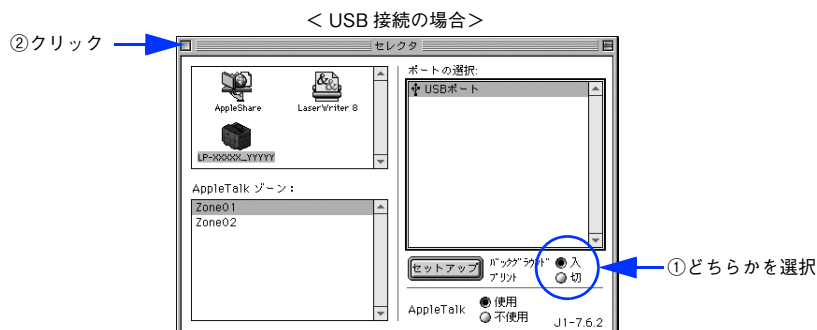 ＜ USB 接続の場合＞
②クリック
セレクタ
AppleShare
LaserWriter 8
LP-XXXXX_YYYYY
ポートの選択:
USBポート
AppleTalk ゾーン：
Zone01
Zone02
セットアップ
ﾊﾞｯｸｸﾞﾗｳﾝﾄﾞ
ﾌﾟﾘﾝﾄ
入
切
①どちらかを選択
AppleTalk
使用
不使用
J1-7.6.2